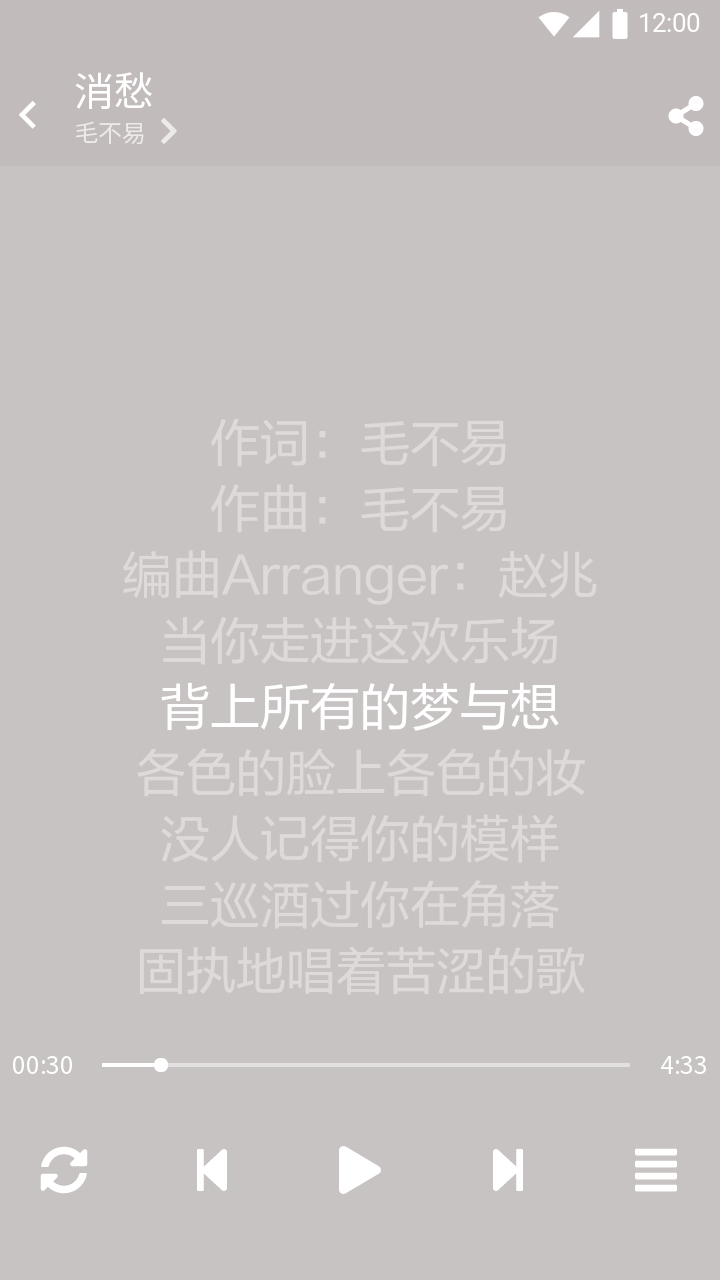 12:00
消愁
毛不易
作词：毛不易
作曲：毛不易
编曲Arranger：赵兆
当你走进这欢乐场
背上所有的梦与想
各色的脸上各色的妆
没人记得你的模样
三巡酒过你在角落
固执地唱着苦涩的歌
00:30
4:33